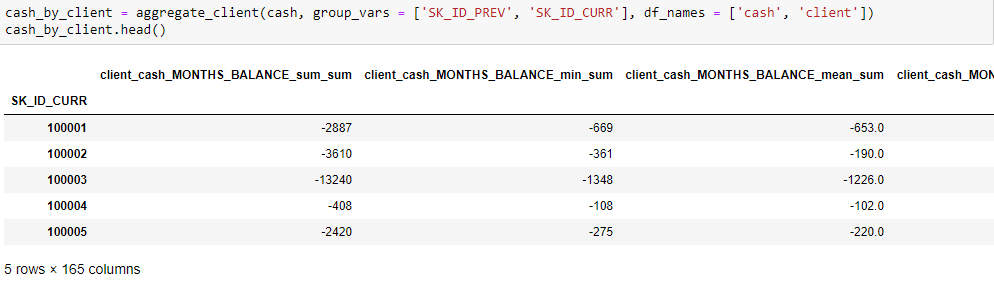 cash_by_client = aggregate_client(cash, group_vars = ['SK_ID_PREV', 'SK_ID_CURR'], df_names = ['cash', 'client'])
cash_by_client.head()
client_cash_MONTHS_BALANCE_sum_sum client_cash_MONTHS_BALANCE_min_sum client_cash_MONTHS_BALANCE_mean_sum client_cash_MON
SK_ID_CURR
100001 -2887 -669 -653.0
100002 -3610 -361 -190.0
100003 -13240 -1348 -1226.0
100004 -408 -108 -102.0
100005 -2420 -275 -220.0
5 rows × 165 columns